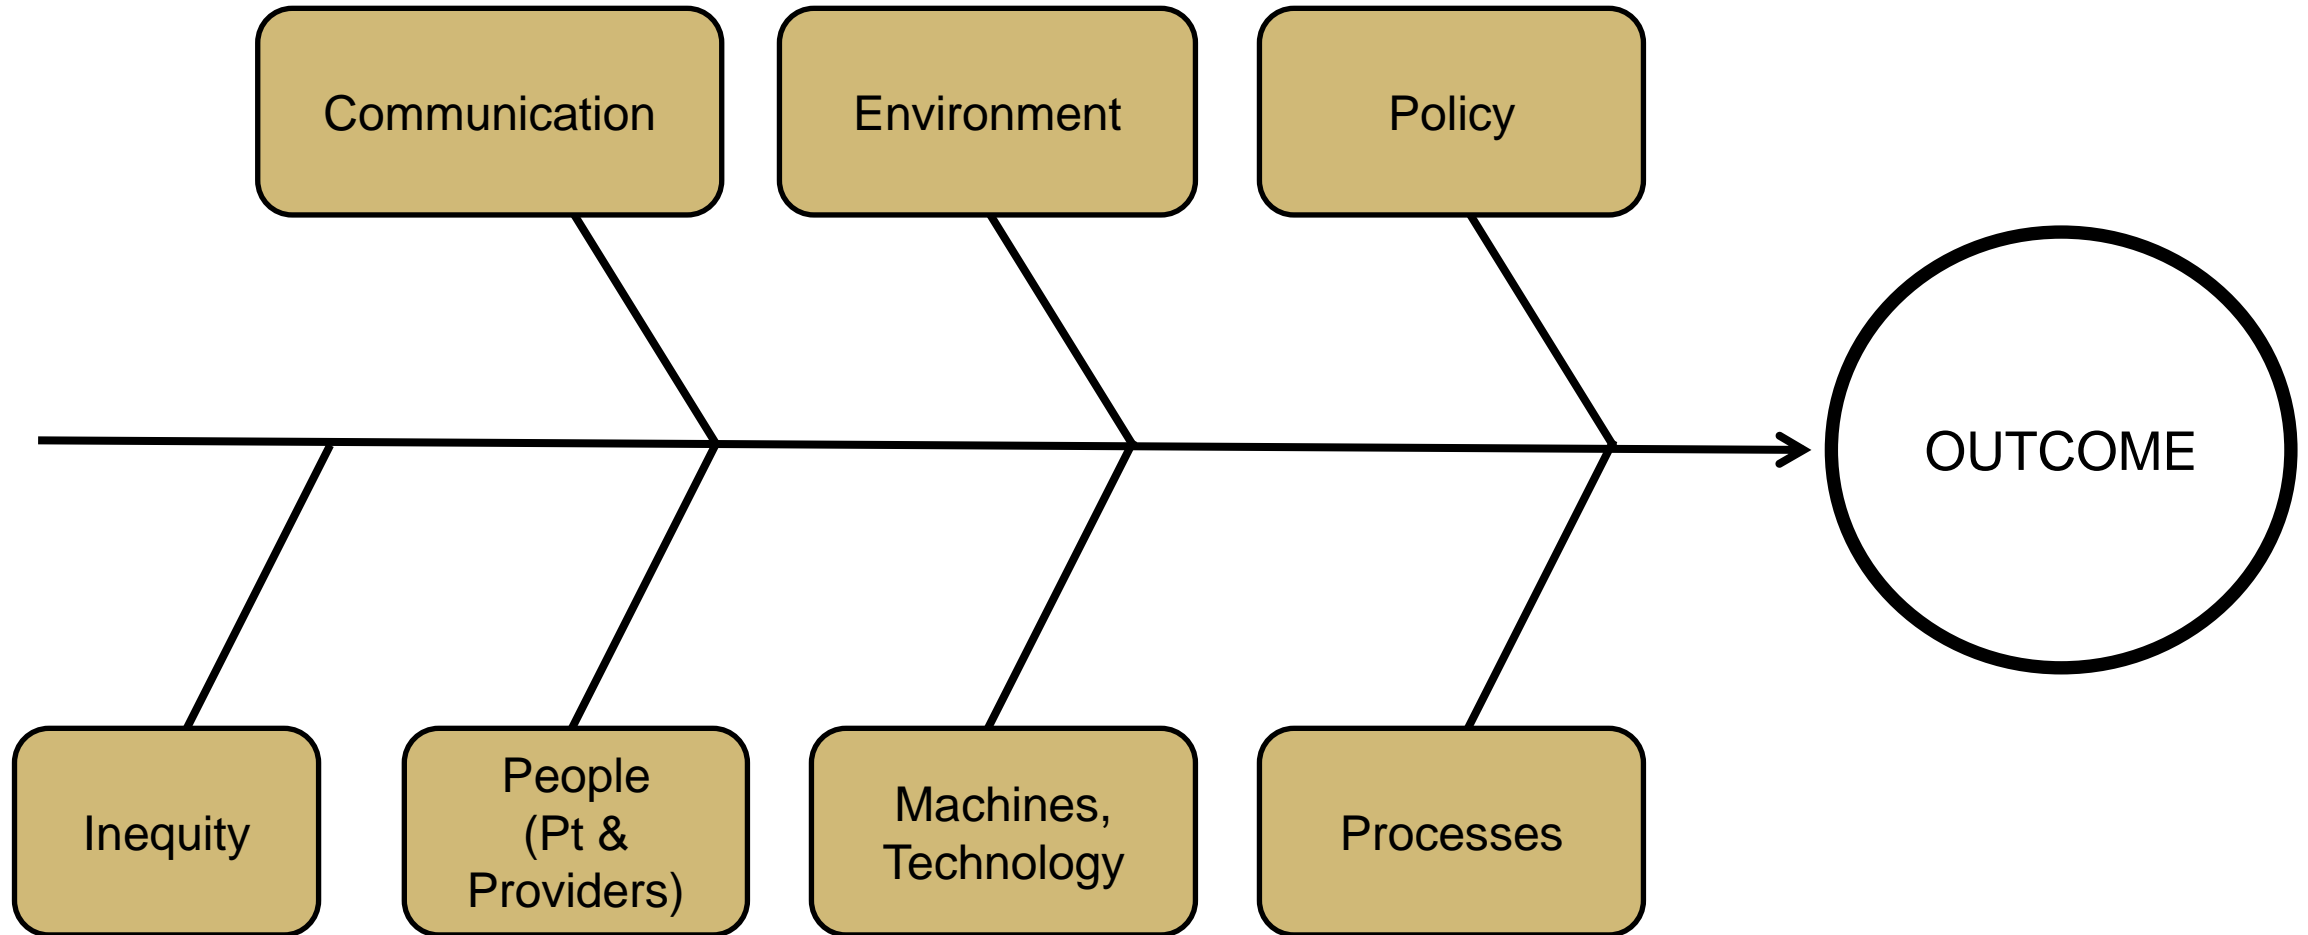 Communication
Environment
Policy
OUTCOME
Inequity
People
(Pt &
Providers)
Machines,
Technology
Processes